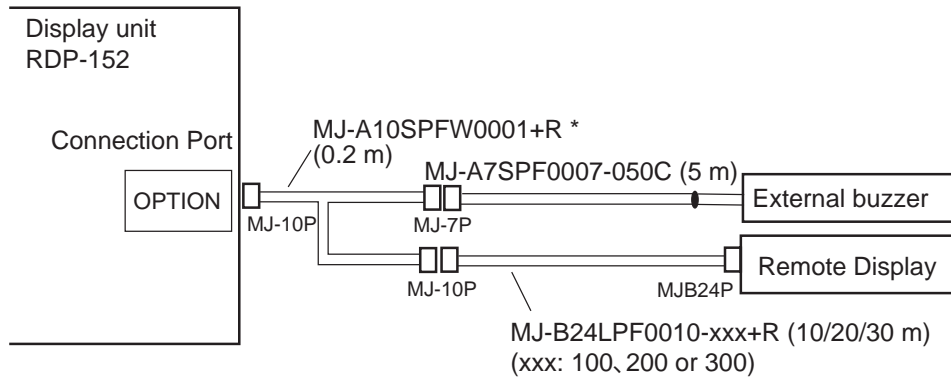 Display unit
RDP-152
Connection Port
OPTION
MJ-10P
MJ-A10SPFW0001+R *
(0.2 m)
MJ-A7SPF0007-050C (5 m)
MJ-7P
External buzzer
MJ-10P
MJB24P
Remote Display
MJ-B24LPF0010-xxx+R (10/20/30 m)
(xxx: 100、200 or 300)